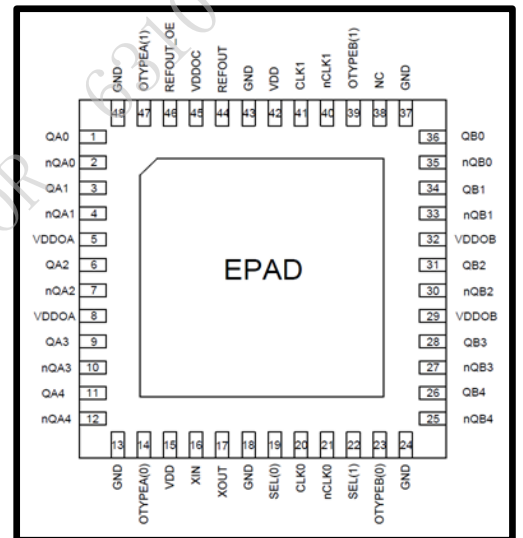 GND OTYPEA(1) REFOUT_OE VDDOC REFOUT GND VDD CLK1 nCLK1 OTYPEB(1) NC GND
48 47 46 45 44 43 42 41 40 39 38 37
QA0 1 36 QB0
nQA0 2 35 nQB0
QA1 3 34 QB1
nQA1 4 33 nQB1
VDDOA 5 32 VDDOB
QA2 6 31 QB2
EPAD
nQA2 7 30 nQB2
VDDOA 8 29 VDDOB
QA3 9 28 QB3
nQA3 10 27 nQB3
QA4 11 26 QB4
nQA4 12 25 nQB4
13 14 15 16 17 18 19 20 21 22 23 24
GND OTYPEA(0) VDD XIN XOUT GND SEL(0) CLK0 nCLK0 SEL(1) OTYPEB(0) GND
OR 6310